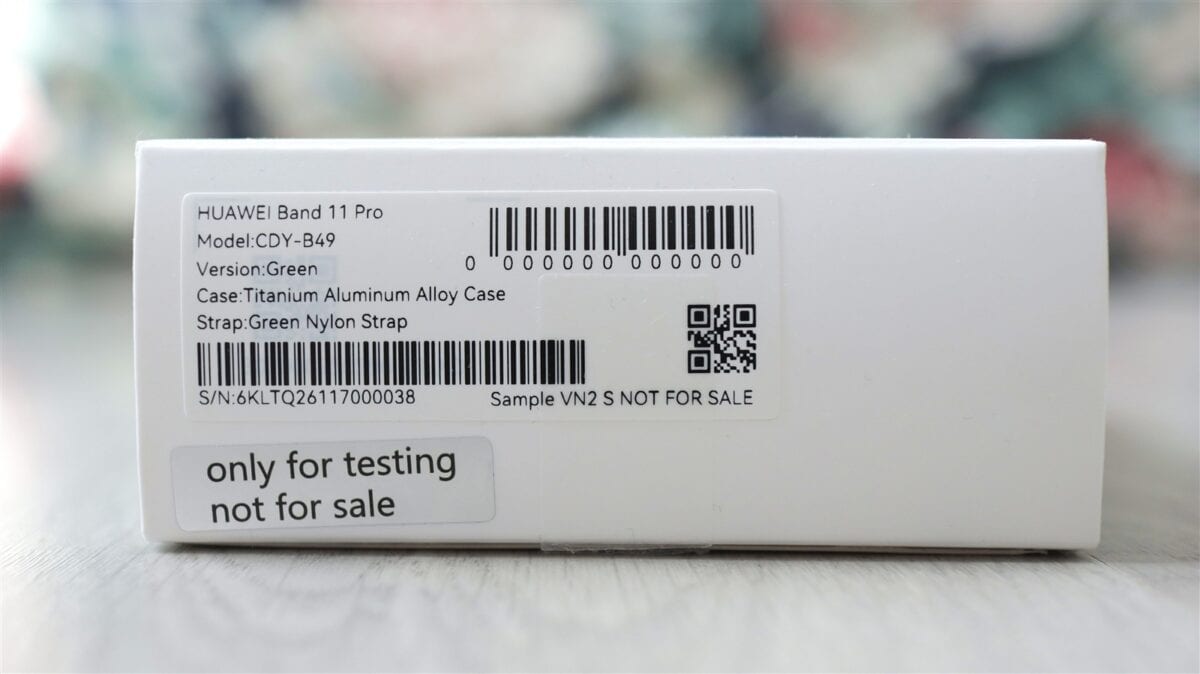 HUAWEI Band 11 Pro
Model:CDY-B49
Version:Green
Case:Titanium Aluminum Alloy Case
Strap:Green Nylon Strap
0 000000 000000
S/N:6KLTQ26117000038
Sample VN2 S NOT FOR SALE
only for testing
not for sale